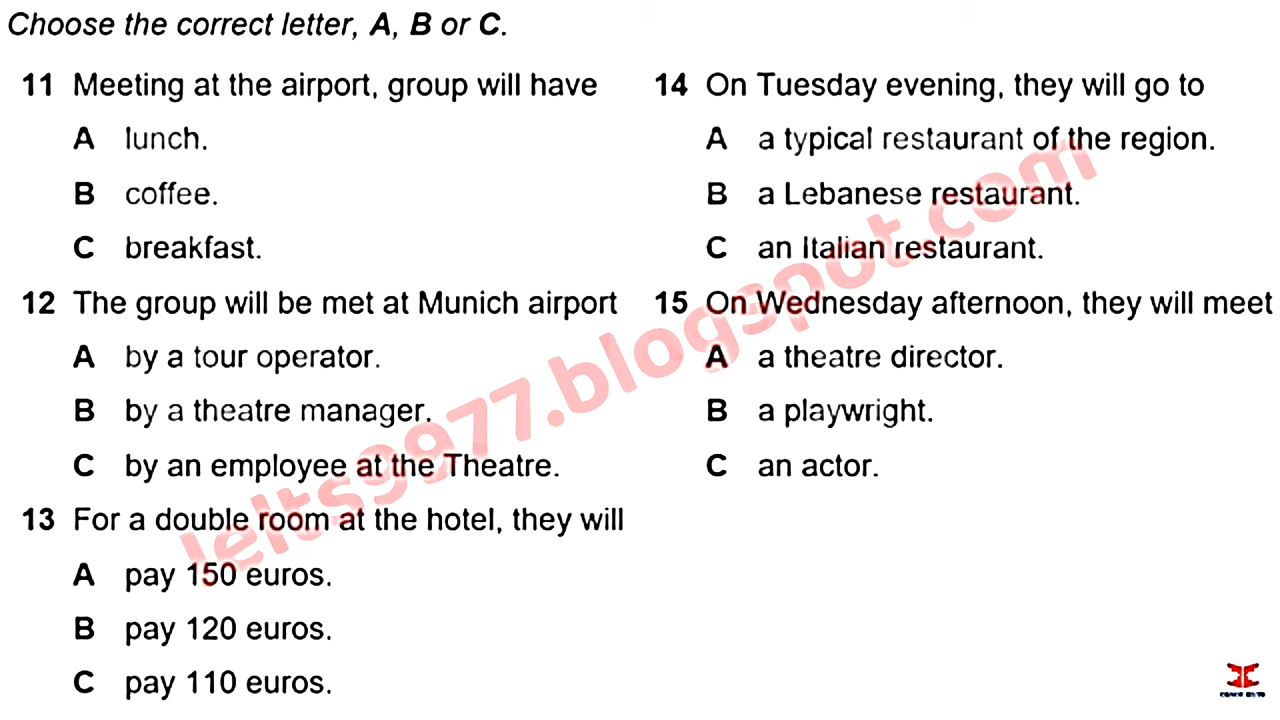 Choose the correct letter, A, B or C.
11 Meeting at the airport, group will have
A lunch.
B coffee.
C breakfast.
12 The group will be met at Munich airport
A by a tour operator.
B by a theatre manager.
C by an employee at the Theatre.
13 For a double room at the hotel, they will
A pay 150 euros.
B pay 120 euros.
C pay 110 euros.
14 On Tuesday evening, they will go to
A a typical restaurant of the region.
B a Lebanese restaurant.
C an Italian restaurant.
15 On Wednesday afternoon, they will meet
A a theatre director.
B a playwright.
C an actor.
Ielts9977.blogspot.com